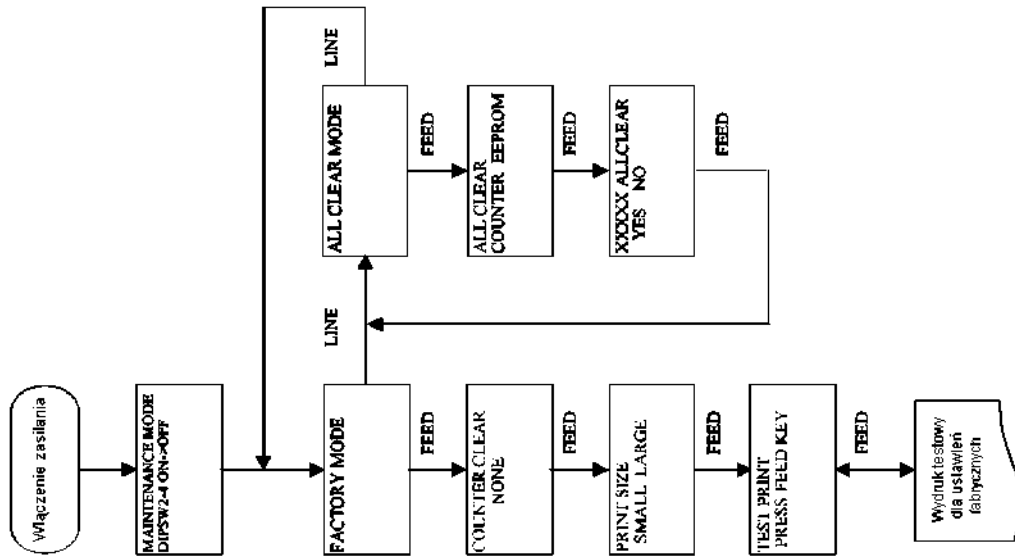 Włączenie zasilania
MAINTENANCE MODE
DIPSW2-4 ON->OFF
FACTORY MODE
FEED
COUNTER CLEAR
NONE
FEED
PRINT SIZE
SMALL LARGE
FEED
TEST PRINT
PRESS FEED KEY
FEED
Wydruk testowy
dla ustawień
fabrycznych
LINE
LINE
ALL CLEAR MODE
FEED
ALL CLEAR
COUNTER EEPROM
FEED
XXXXX ALLCLEAR
YES NO
FEED